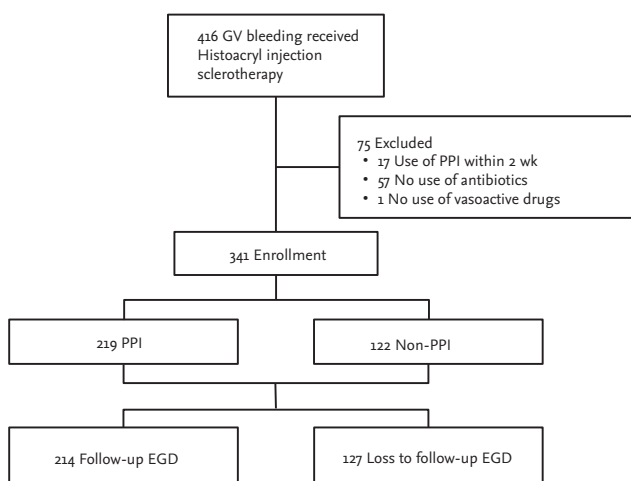 416 GV bleeding received
Histoacryl injection
sclerotherapy
75 Excluded
• 17 Use of PPI within 2 wk
• 57 No use of antibiotics
• 1 No use of vasoactive drugs
341 Enrollment
219 PPI
122 Non-PPI
214 Follow-up EGD
127 Loss to follow-up EGD